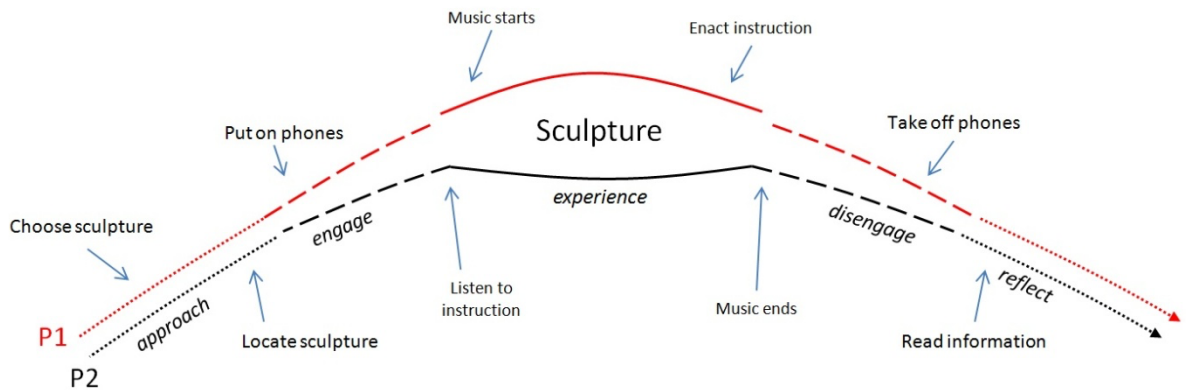 Music starts
Enact instruction
Put on phones
Sculpture
Take off phones
Choose sculpture
engage
experience
disengage
approach
Listen to
instruction
Music ends
reflect
P1
Locate sculpture
Read information
P2